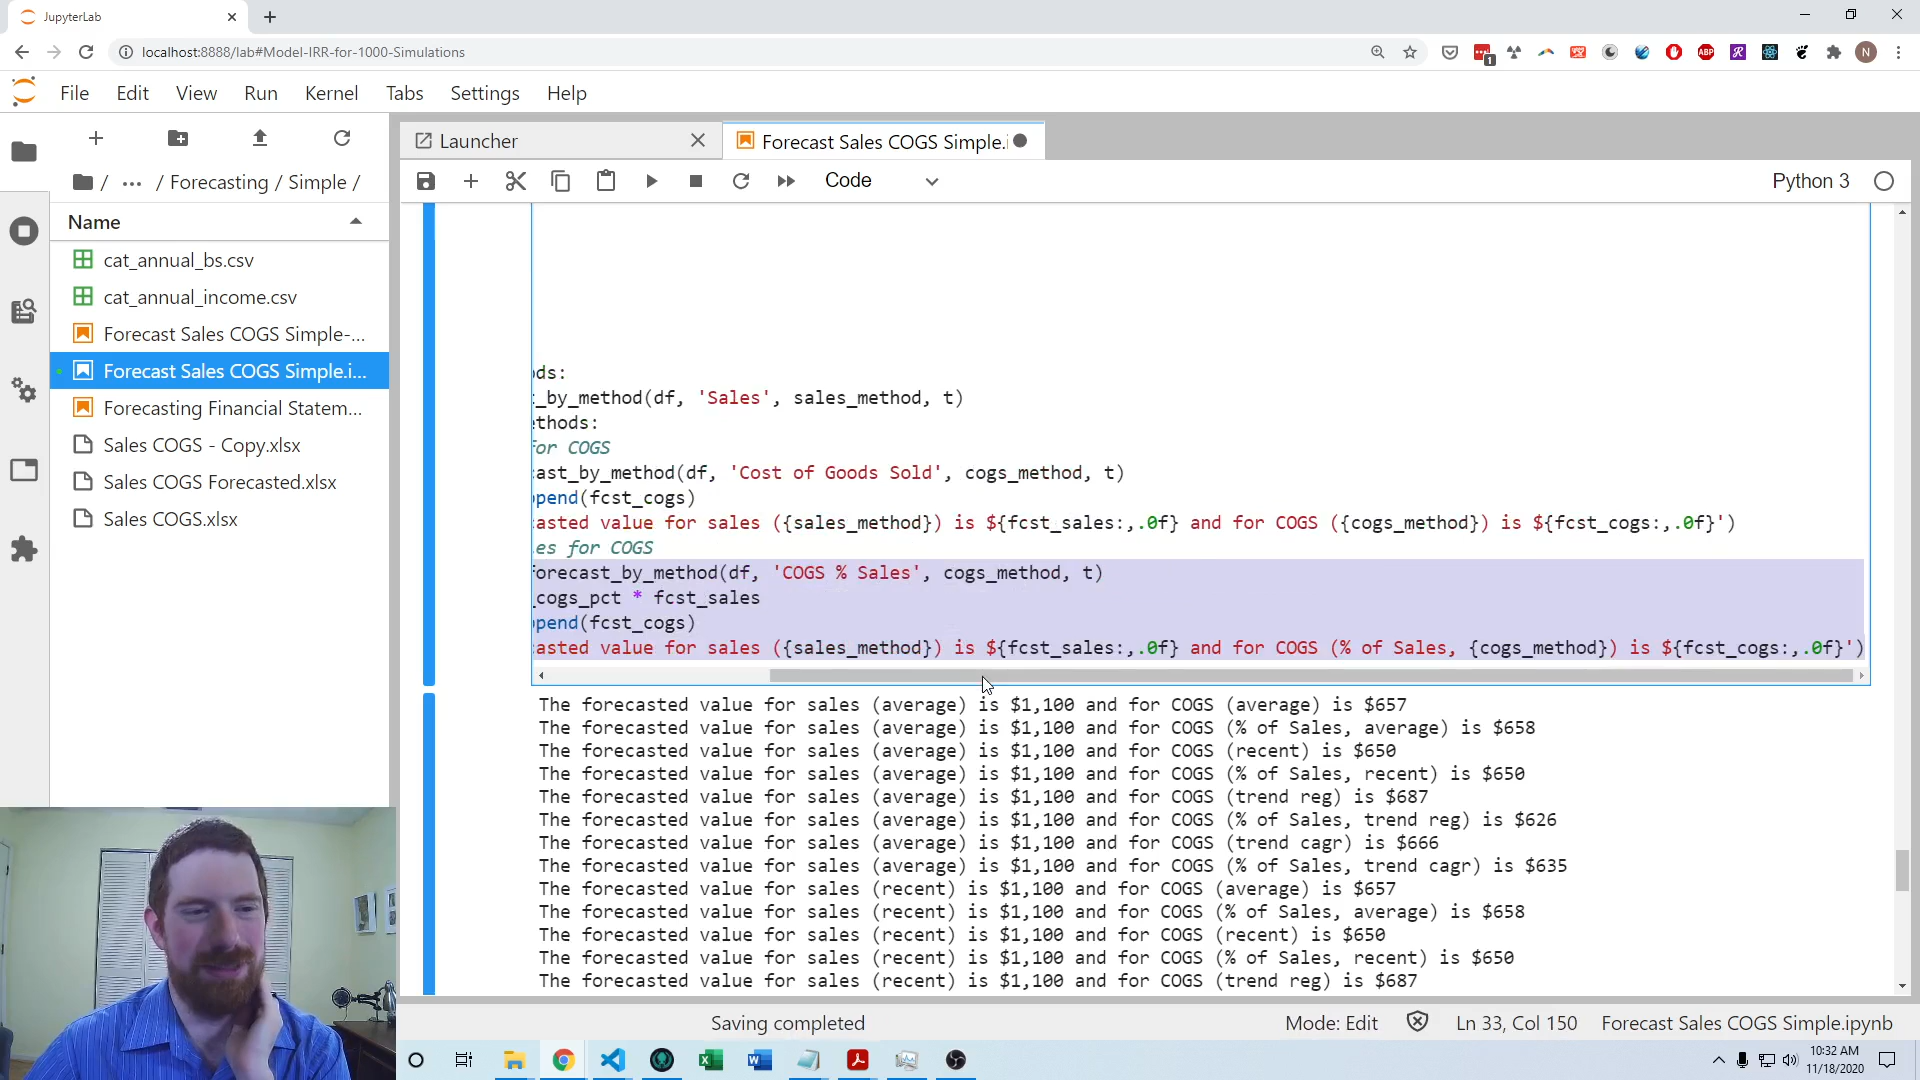 JupyterLab
localhost:8888/lab#Model-IRR-for-1000-Simulations
1
ABP
R
N
File Edit View Run Kernel Tabs Settings Help
Launcher
Forecast Sales COGS Simple.i
/ ··· / Forecasting / Simple /
Code
Python 3
Name
cat_annual_bs.csv
cat_annual_income.csv
Forecast Sales COGS Simple-...
Forecast Sales COGS Simple.i...
Forecasting Financial Statem...
Sales COGS - Copy.xlsx
Sales COGS Forecasted.xlsx
Sales COGS.xlsx
ods:
t_by_method(df, 'Sales', sales_method, t)
ethods:
for COGS
cast_by_method(df, 'Cost of Goods Sold', cogs_method, t)
ppend(fcst_cogs)
casted value for sales ({sales_method}) is ${fcst_sales:,.0f} and for COGS ({cogs_method}) is ${fcst_cogs:,.0f}')
les for COGS
forecast_by_method(df, 'COGS % Sales', cogs_method, t)
_cogs_pct * fcst_sales
ppend(fcst_cogs)
casted value for sales ({sales_method}) is ${fcst_sales:,.0f} and for COGS (% of Sales, {cogs_method}) is ${fcst_cogs:,.0f}')
The forecasted value for sales (average) is $1,100 and for COGS (average) is $657
The forecasted value for sales (average) is $1,100 and for COGS (% of Sales, average) is $658
The forecasted value for sales (average) is $1,100 and for COGS (recent) is $650
The forecasted value for sales (average) is $1,100 and for COGS (% of Sales, recent) is $650
The forecasted value for sales (average) is $1,100 and for COGS (trend reg) is $687
The forecasted value for sales (average) is $1,100 and for COGS (% of Sales, trend reg) is $626
The forecasted value for sales (average) is $1,100 and for COGS (trend cagr) is $666
The forecasted value for sales (average) is $1,100 and for COGS (% of Sales, trend cagr) is $635
The forecasted value for sales (recent) is $1,100 and for COGS (average) is $657
The forecasted value for sales (recent) is $1,100 and for COGS (% of Sales, average) is $658
The forecasted value for sales (recent) is $1,100 and for COGS (recent) is $650
The forecasted value for sales (recent) is $1,100 and for COGS (% of Sales, recent) is $650
The forecasted value for sales (recent) is $1,100 and for COGS (trend reg) is $687
Saving completed
Mode: Edit
Ln 33, Col 150
Forecast Sales COGS Simple.ipynb
10:32 AM
11/18/2020